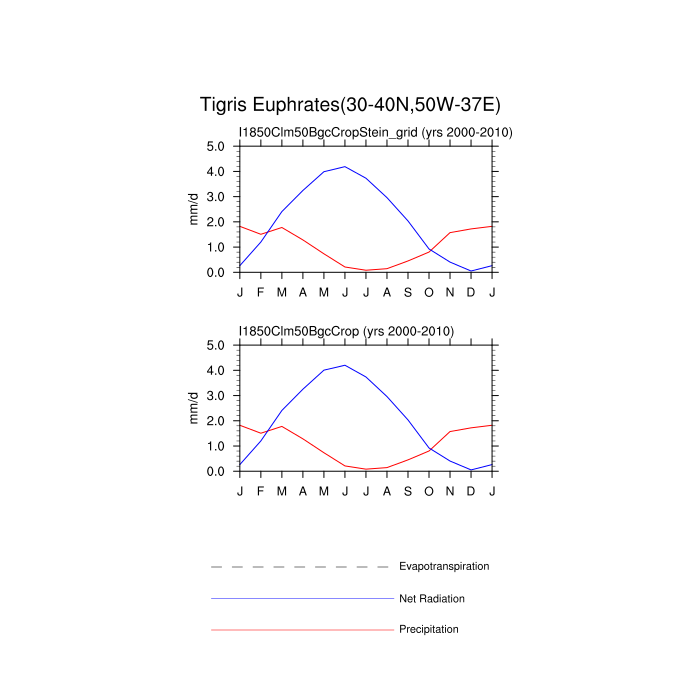 Tigris Euphrates(30-40N,50W-37E)
I1850Clm50BgcCropStein_grid (yrs 2000-2010)
5.0
4.0
3.0
2.0
1.0
0.0
mm/d
J F M A M J J A S O N D J
I1850Clm50BgcCrop (yrs 2000-2010)
5.0
4.0
3.0
2.0
1.0
0.0
mm/d
J F M A M J J A S O N D J
Evapotranspiration
Net Radiation
Precipitation